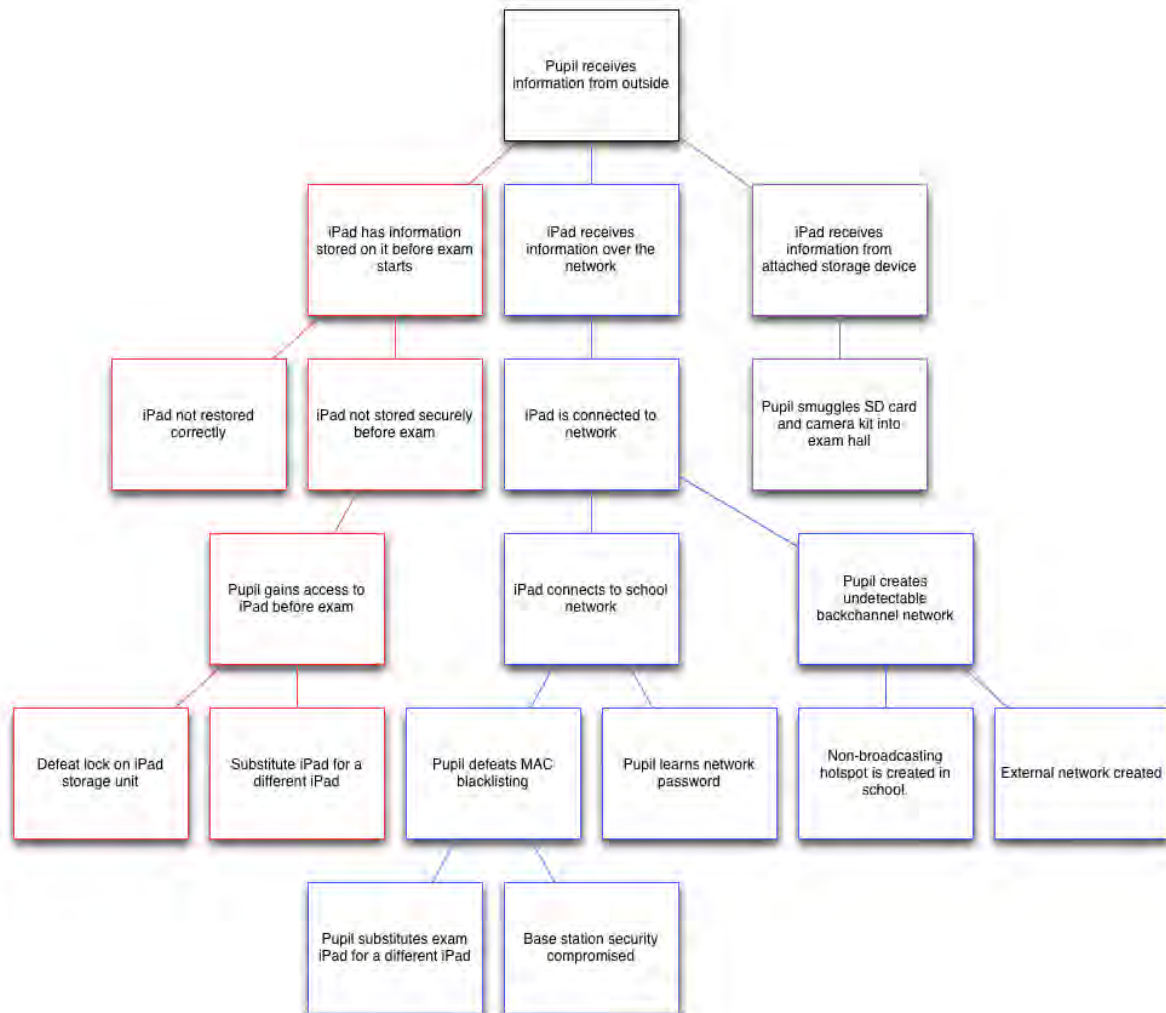 Pupil receives
information from outside
iPad has information
stored on it before exam
starts
iPad receives
information over the
network
iPad receives
information from
attached storage device
iPad not restored
correctly
iPad not stored securely
before exam
iPad is connected to
network
Pupil smuggles SD card
and camera kit into
exam hall
Pupil gains access to
iPad before exam
iPad connects to school
network
Pupil creates
undetectable
backchannel network
Defeat lock on iPad
storage unit
Substitute iPad for a
different iPad
Pupil defeats MAC
blacklisting
Pupil learns network
password
Non-broadcasting
hotspot is created in
school.
External network created
Pupil substitutes exam
iPad for a different iPad
Base station security
compromised